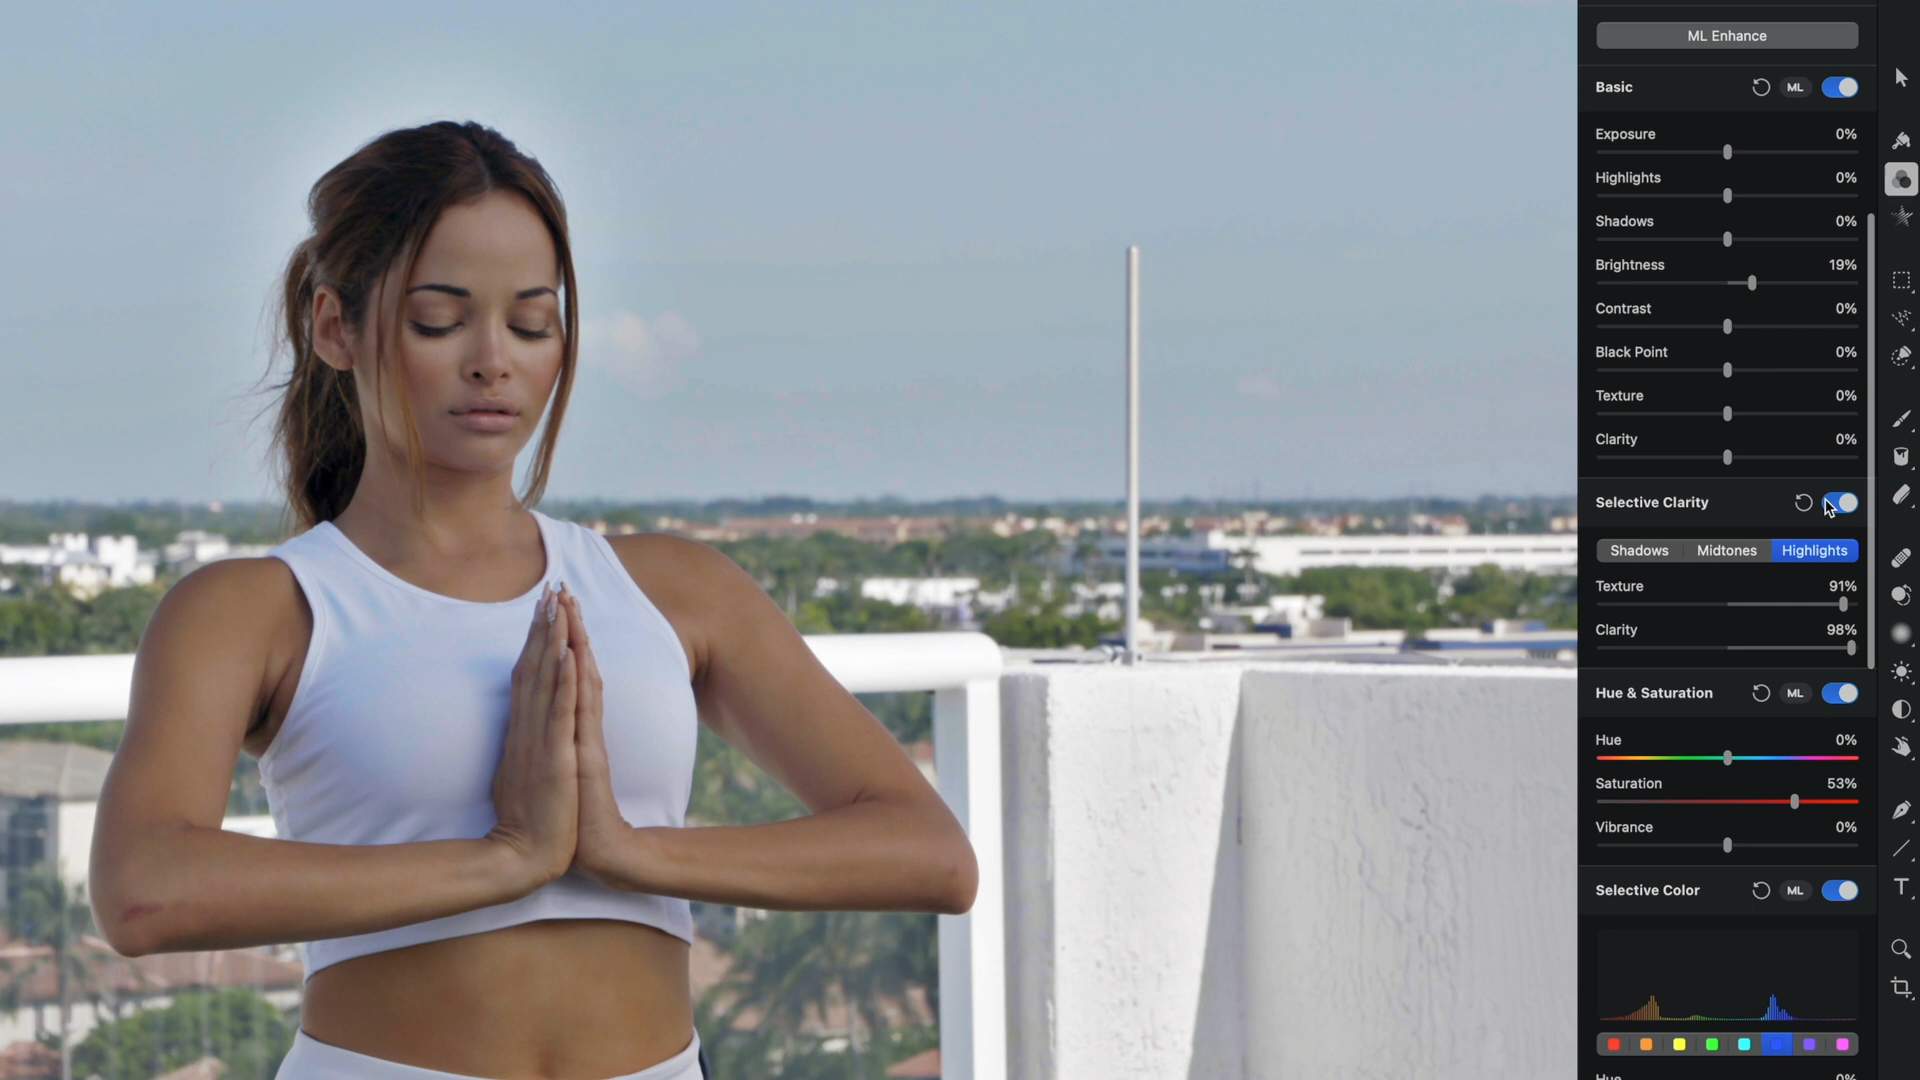 ML Enhance
Basic ML
Exposure 0%
Highlights 0%
Shadows 0%
Brightness 19%
Contrast 0%
Black Point 0%
Texture 0%
Clarity 0%
Selective Clarity
Shadows Midtones Highlights
Texture 91%
Clarity 98%
Hue & Saturation ML
Hue 0%
Saturation 53%
Vibrance 0%
Selective Color ML
Hue 0%